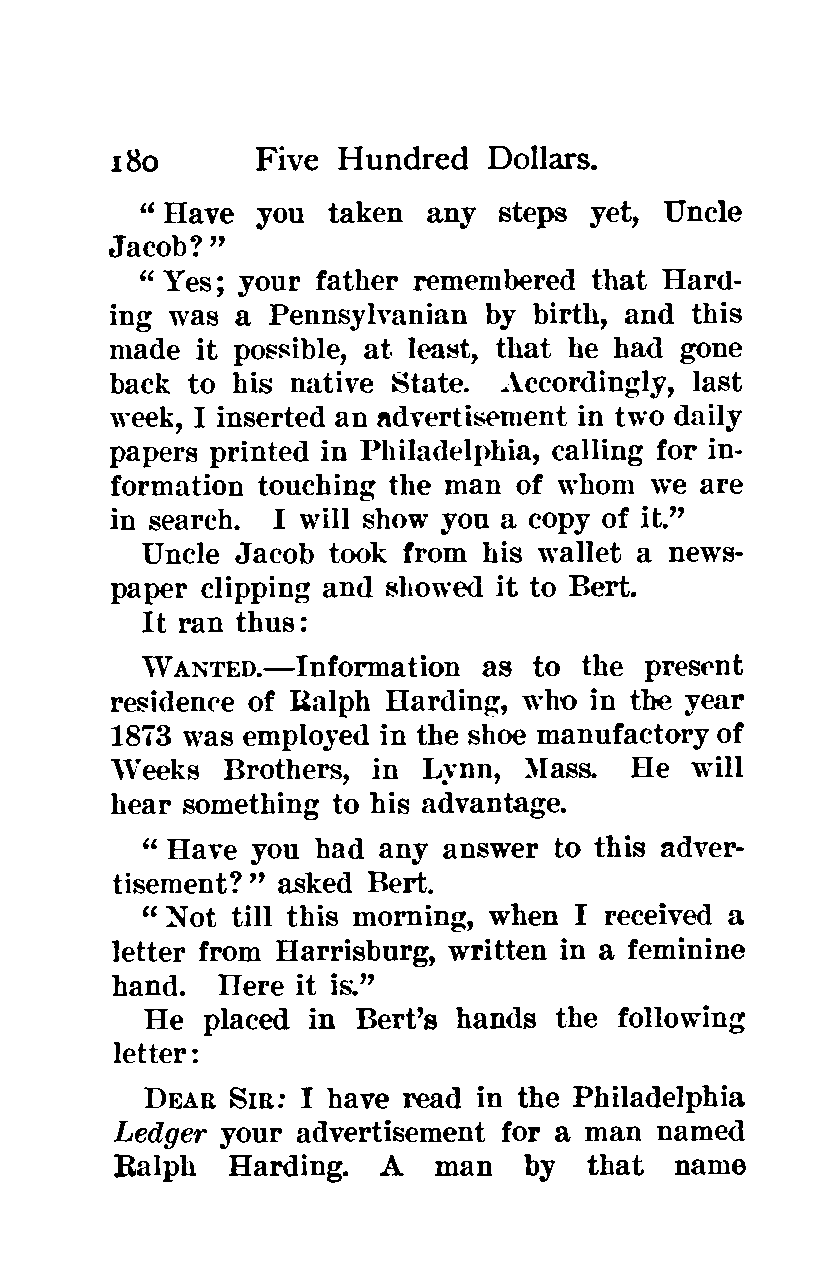 180 Five Hundred Dollars.
“Have you taken any steps yet, Uncle
Jacob?”
“Yes; your father remembered that Hard-
ing was a Pennsylvanian by birth, and this
made it possible, at least, that he had gone
back to his native State. Accordingly, last
week, I inserted an advertisement in two daily
papers printed in Philadelphia, calling for in-
formation touching the man of whom we are
in search. I will show you a copy of it.”
Uncle Jacob took from his wallet a news-
paper clipping and showed it to Bert.
It ran thus:
WANTED.—Information as to the present
residence of Ralph Harding, who in the year
1873 was employed in the shoe manufactory of
Weeks Brothers, in Lynn, Mass. He will
hear something to his advantage.
“Have you had any answer to this adver-
tisement?” asked Bert.
“Not till this morning, when I received a
letter from Harrisburg, written in a feminine
hand. Here it is.”
He placed in Bert’s hands the following
letter:
DEAR SIR: I have read in the Philadelphia
Ledger your advertisement for a man named
Ralph Harding. A man by that name